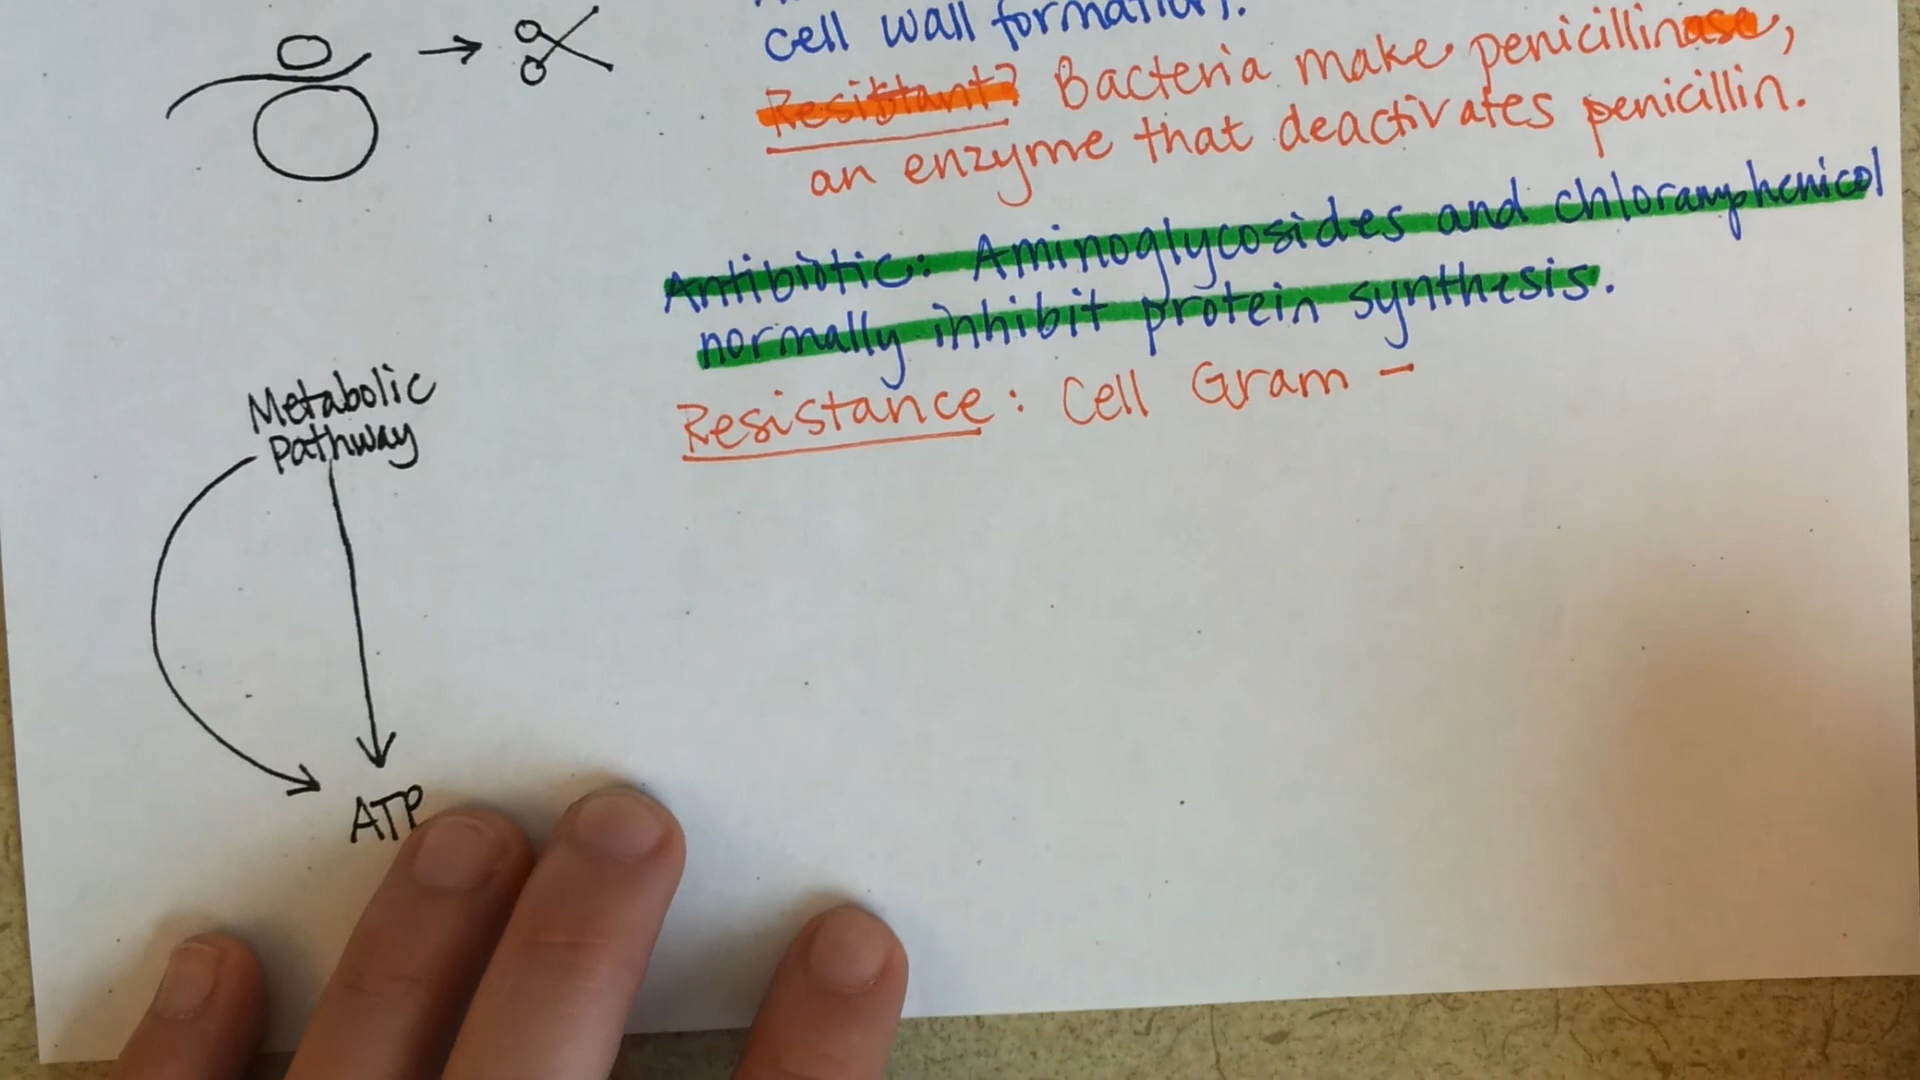 cell wall formation.
Resistant? Bacteria make penicillinase,
an enzyme that deactivates penicillin.
Antibiotic: Aminoglycosides and chloramphenicol
normally inhibit protein synthesis.
Resistance: Cell Gram -
Metabolic
Pathway
ATP